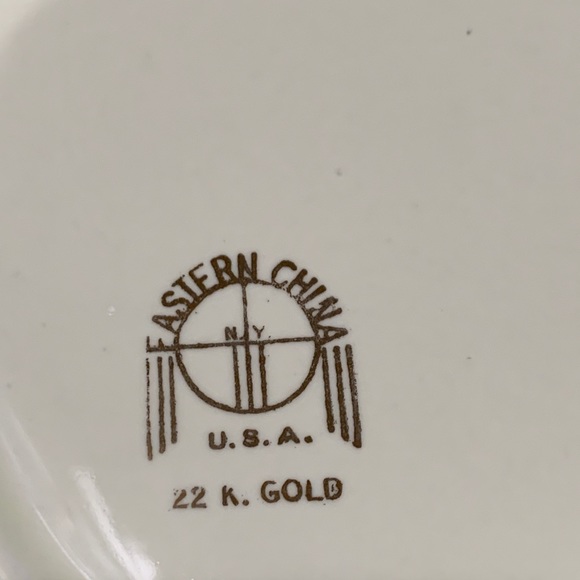 EASTERN CHINA
N.Y.
U.S.A.
22 K. GOLD